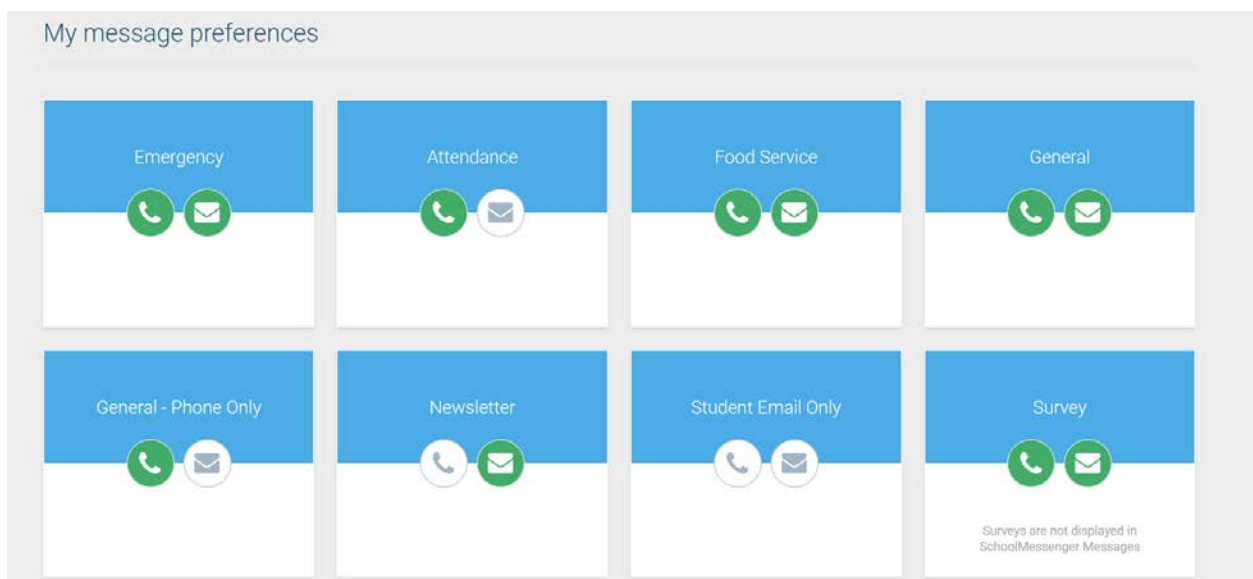 My message preferences
Emergency
Attendance
Food Service
General
General - Phone Only
Newsletter
Student Email Only
Survey
Surveys are not displayed in
SchoolMessenger Messages